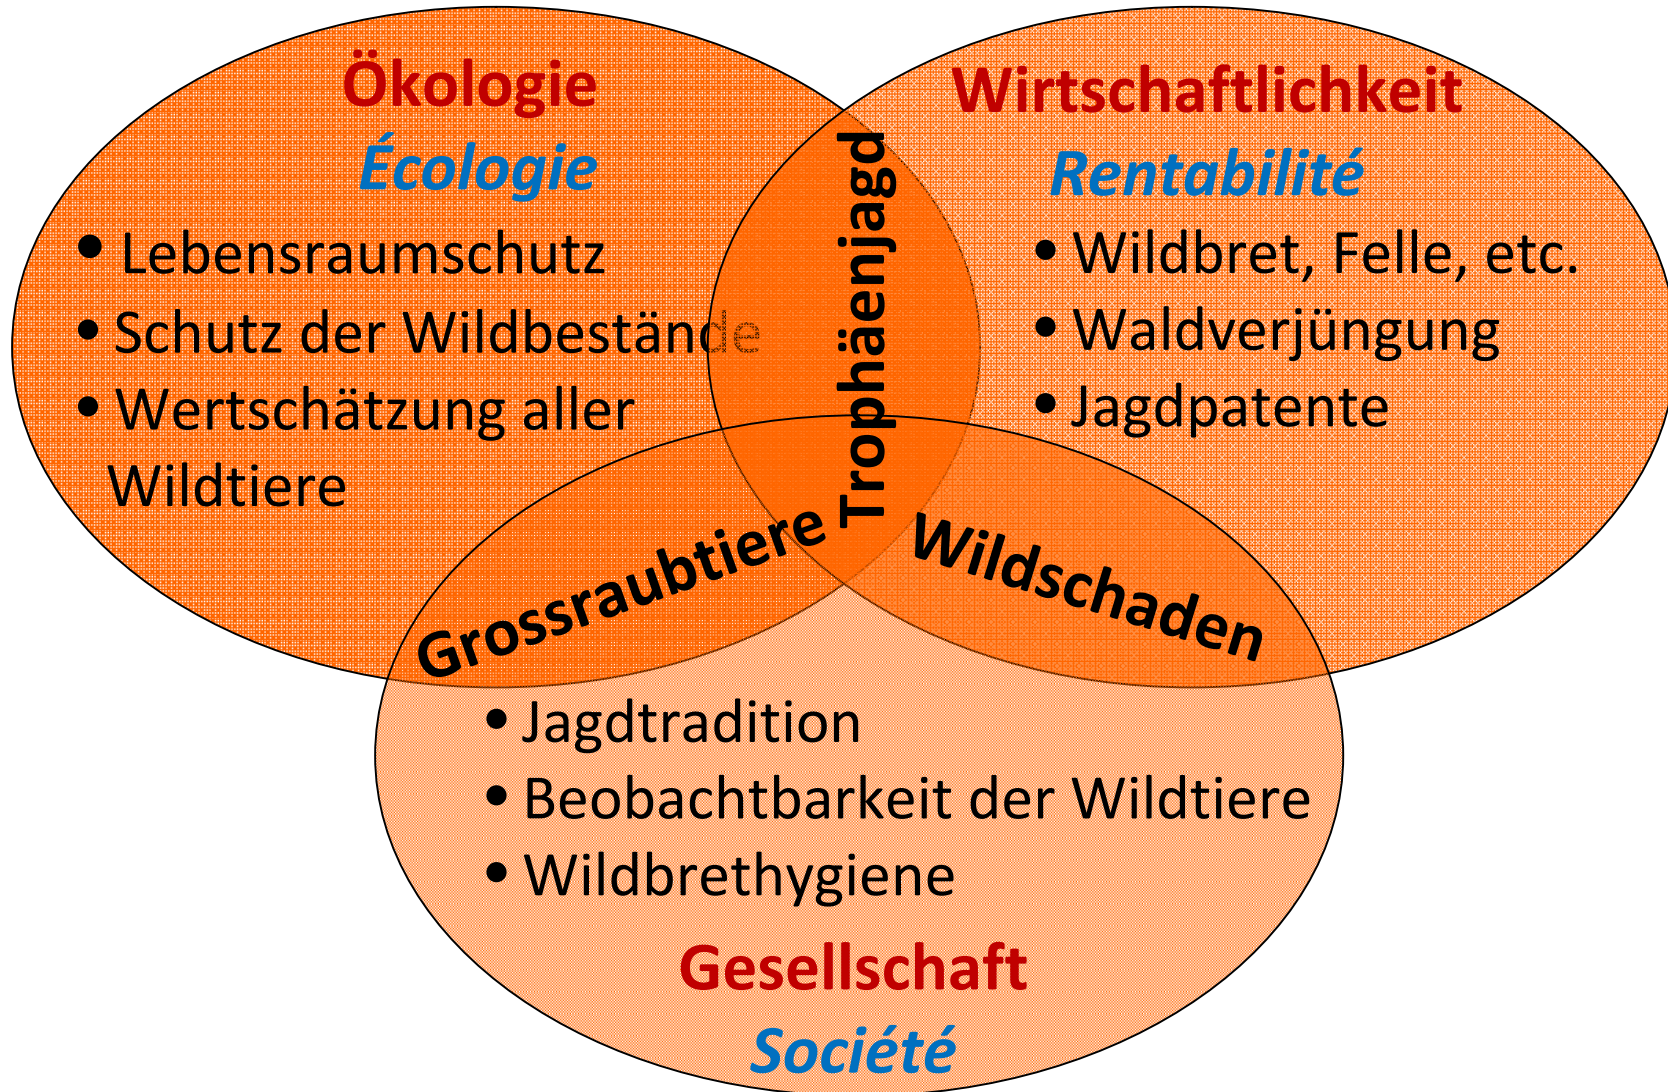 Ökologie
Écologie
• Lebensraumschutz
• Schutz der Wildbestände
• Wertschätzung aller
Wildtiere
Wirtschaftlichkeit
Rentabilité
• Wildbret, Felle, etc.
• Waldverjüngung
• Jagdpatente
Trophäenjagd
Grossraubtiere
Wildschaden
• Jagdtradition
• Beobachtbarkeit der Wildtiere
• Wildbrethygiene
Gesellschaft
Société